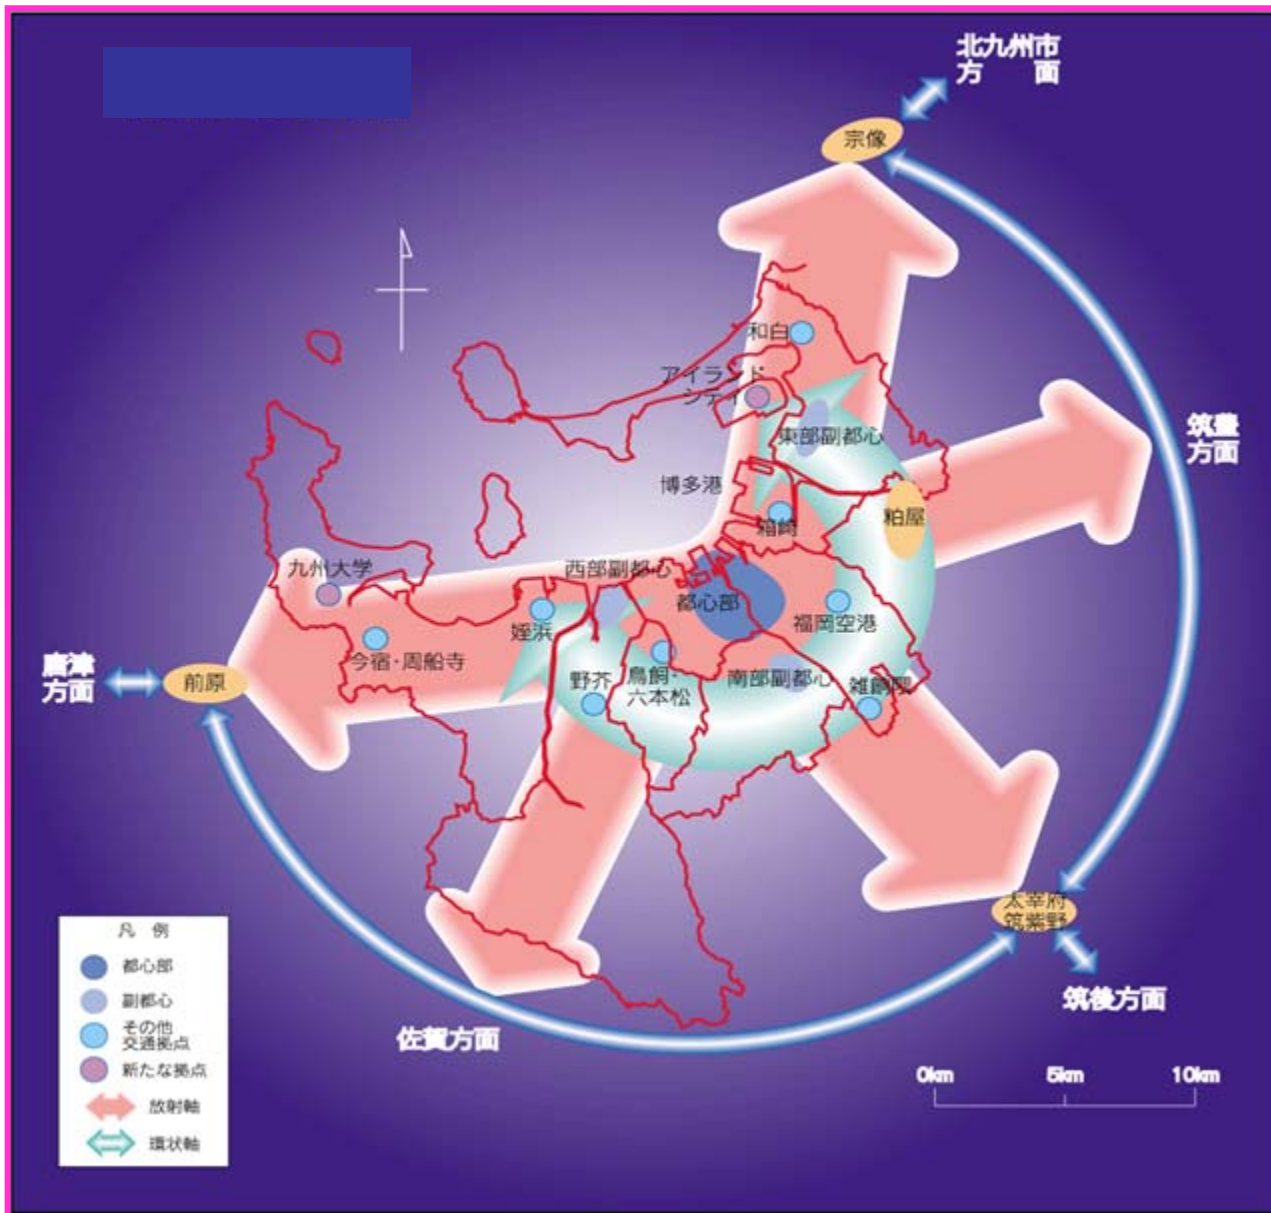 北九州市
方　面
宗像
和白
アイランド
シティ
筑豊
方面
東部副都心
博多港
粕屋
箱崎
九州大学
西部副都心
都心部
福岡空港
姪浜
今宿・周船寺
唐津
方面
前原
野芥
鳥飼・
六本松
南部副都心
雑餉隈
太宰府
筑紫野
筑後方面
佐賀方面
0km
5km
10km
凡　例
都心部
副都心
その他
交通拠点
新たな拠点
放射軸
環状軸